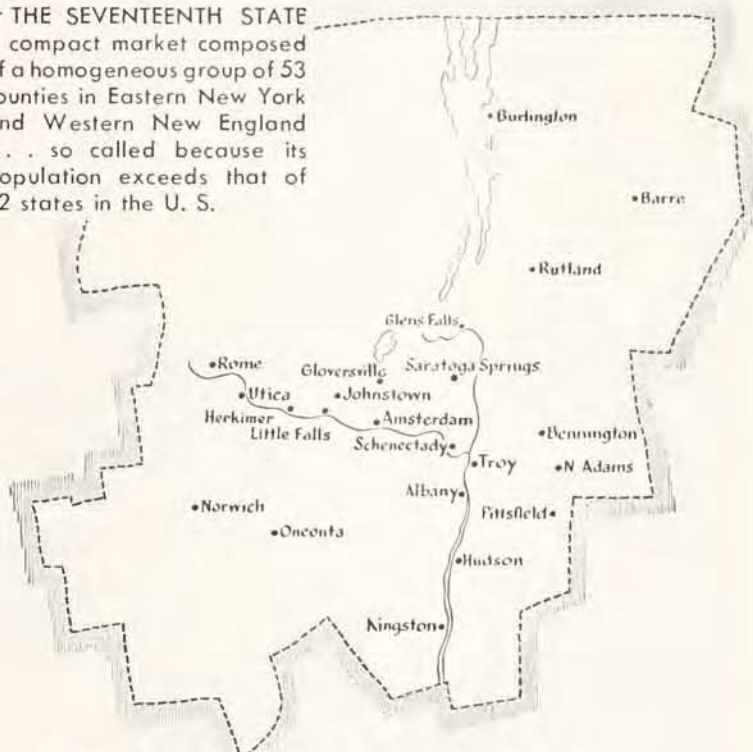 THE SEVENTEENTH STATE
compact market composed
f a homogeneous group of 53
ounties in Eastern New York
nd Western New England
. . so called because its
opulation exceeds that of
2 states in the U. S.
Burlington
Barre
Rutland
Glens Falls
Rome
Gloversville
Saratoga Springs
Utica
Johnstown
Herkimer
Amsterdam
Little Falls
Schenectady
Bennington
Troy
N Adams
Albany
Norwich
Pittsfield
Oneonta
Hudson
Kingston